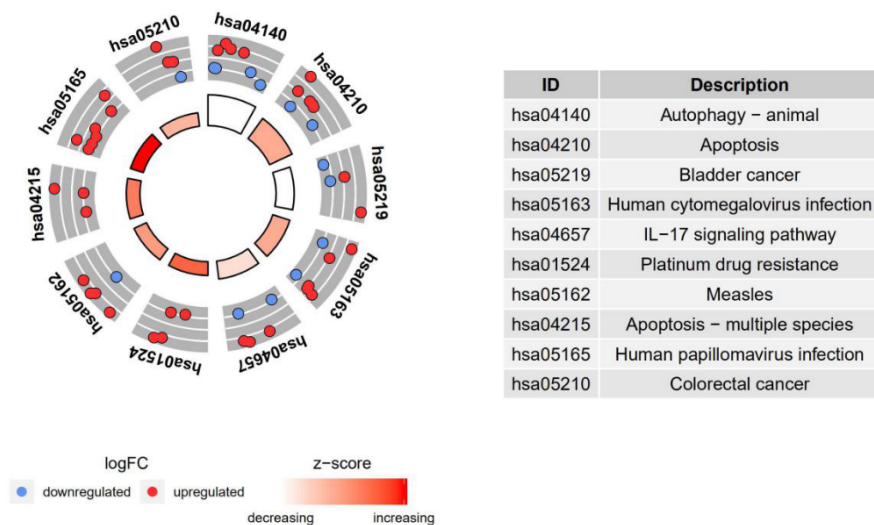 hsa05210
hsa04140
hsa05165
hsa04210
hsa04215
hsa05219
hsa05162
hsa05163
hsa01524
hsa04657
ID Description
hsa04140 Autophagy − animal
hsa04210 Apoptosis
hsa05219 Bladder cancer
hsa05163 Human cytomegalovirus infection
hsa04657 IL−17 signaling pathway
hsa01524 Platinum drug resistance
hsa05162 Measles
hsa04215 Apoptosis − multiple species
hsa05165 Human papillomavirus infection
hsa05210 Colorectal cancer
logFC z−score
downregulated upregulated
decreasing increasing